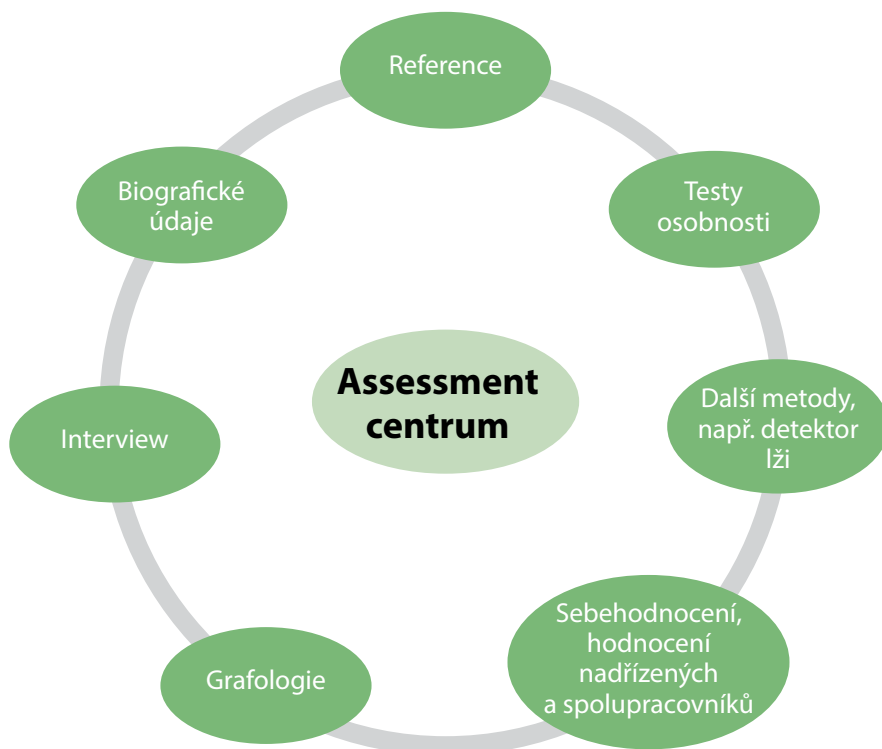 Reference
Biografické
údaje
Testy
osobnosti
Assessment
centrum
Další metody,
např. detektor
lži
Interview
Sebehodnocení,
hodnocení
nadřízených
a spolupracovníků
Grafologie